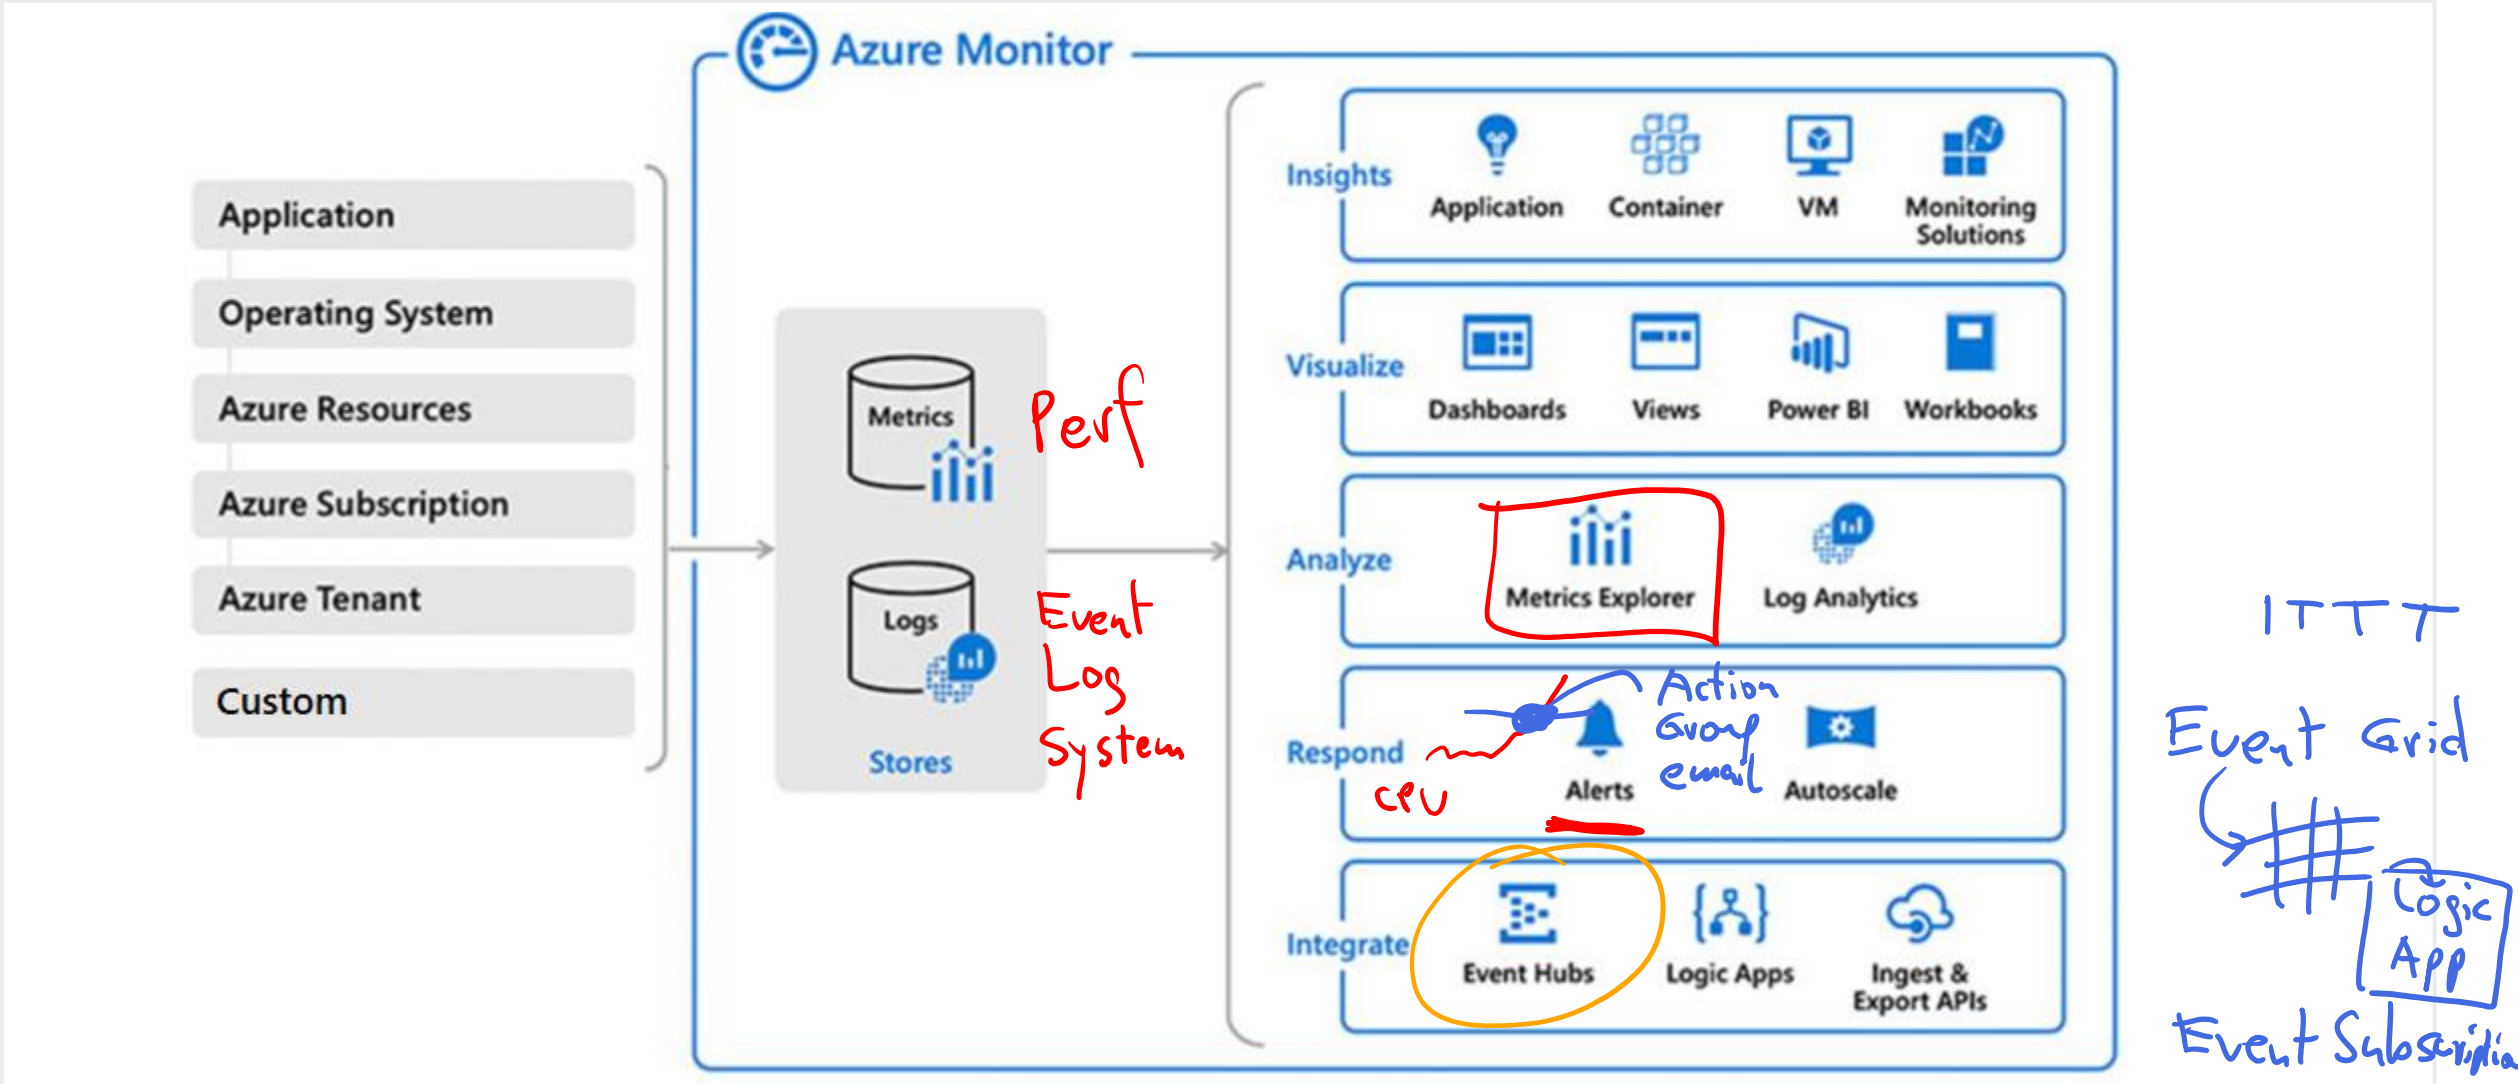 Azure Monitor
Application
Operating System
Azure Resources
Azure Subscription
Azure Tenant
Custom
Metrics
Perf
Logs
Event
Log
System
Stores
Insights
Application
Container
VM
Monitoring
Solutions
Visualize
Dashboards
Views
Power BI
Workbooks
Analyze
Metrics Explorer
Log Analytics
Respond
CPU
Alerts
Action
Group
email
Autoscale
Integrate
Event Hubs
Logic Apps
Ingest &
Export APIs
ITTT
Event Grid
Logic
App
Event Subscription